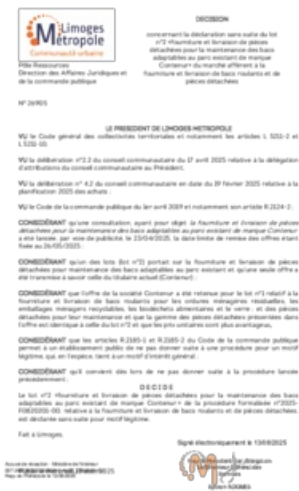 Limoges
Métropole
Communauté urbaine
Pôle Ressources
Direction des Affaires Juridiques et
de la commande publique
DECISION
concernant la déclaration sans suite du lot
n°2 «fourniture et livraison de pièces
détachées pour la maintenance des bacs
adaptables au parc existant de marque
Contenur» du marché afférent à la
fourniture et livraison de bacs roulants et de
pièces détachées
N° 26905
LE PRESIDENT DE LIMOGES METROPOLE
VU le Code général des collectivités territoriales et notamment les articles L 5211-2 et
L 5211-10.
VU la délibération n°2.2 du conseil communautaire du 17 avril 2025 relative à la délégation
d'attributions du conseil communautaire au Président.
VU la délibération n° 4.2 du conseil communautaire en date du 19 février 2025 relative à la
planification 2025 des achats :
VU le Code de la commande publique du 1er avril 2019 et notamment son article R 2124-2 :
CONSIDÉRANT qu'une consultation, ayant pour objet la fourniture et livraison de pièces
détachées pour la maintenance des bacs adaptables au parc existant de marque Contenur
a été lancée, par voie de publicité, le 23/04/2025, la date limite de remise des offres étant
fixée au 26/05/2025 :
CONSIDÉRANT qu'un des lots (lot n°2) portait sur la fourniture et livraison de pièces
détachées pour maintenance des bacs adaptables au parc existant et qu'une seule offre a
été transmise à savoir celle du titulaire actuel (Contenur) :
CONSIDÉRANT que l'offre de la société Contenur a été retenue pour le lot n°1 relatif à la
fourniture et livraison de bacs roulants pour les ordures ménagères résiduelles, les
emballages ménagers recyclables, les biodéchets alimentaires et le verre ; et des pièces
détachées pour leur maintenance et que la gamme des pièces détachées présentées dans
l'offre est identique à celle du lot n°2 et que les prix unitaires sont plus avantageux,
CONSIDÉRANT que les articles R 2185-1 et R 2185-2 du Code de la commande publique
permet à un établissement public de ne pas donner suite à une procédure pour un motif
légitime, qui, en l'espèce, tient à un motif d'intérêt général :
CONSIDÉRANT qu'il convient dès lors de ne pas donner suite à la procédure lancée
précédemment :
D E C I D E
Le lot n°2 «fourniture et livraison de pièces détachées pour la maintenance des bacs
adaptables au parc existant de marque Contenur» de la procédure formalisée n°2025-
relative à la fourniture et livraison de bacs roulants et de pièces détachées,
est déclarée sans suite pour motif légitime.
Fait à Limoges.
Signé électroniquement le 13/08/2025